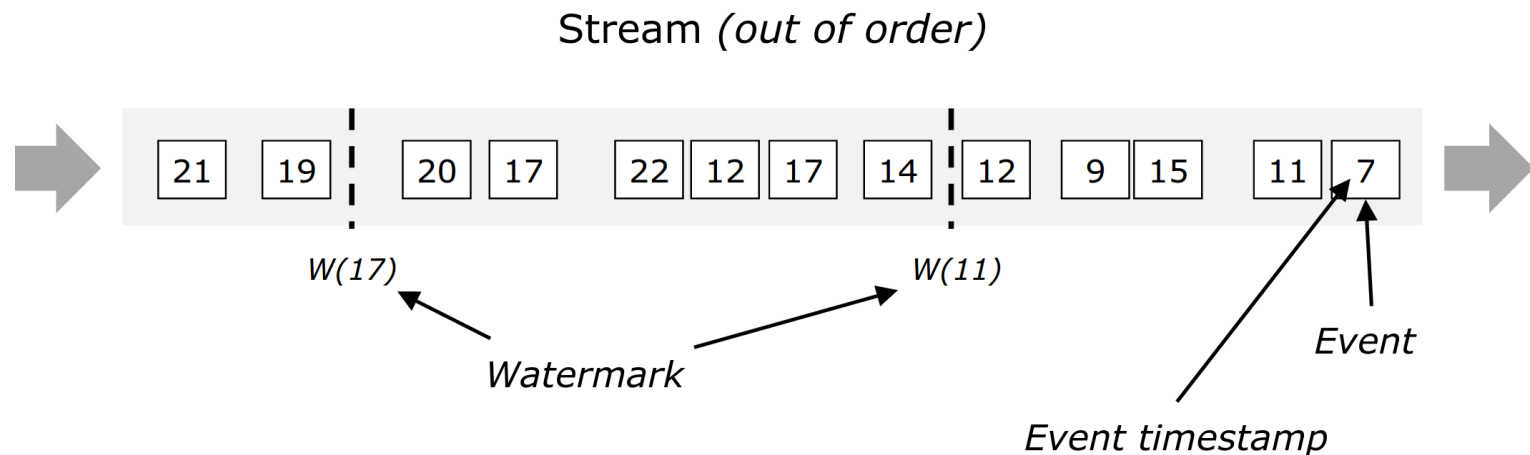 Stream (out of order)
21 19 20 17 22 12 17 14 12 9 15 11 7
W(17) W(11)
Event
Watermark
Event timestamp